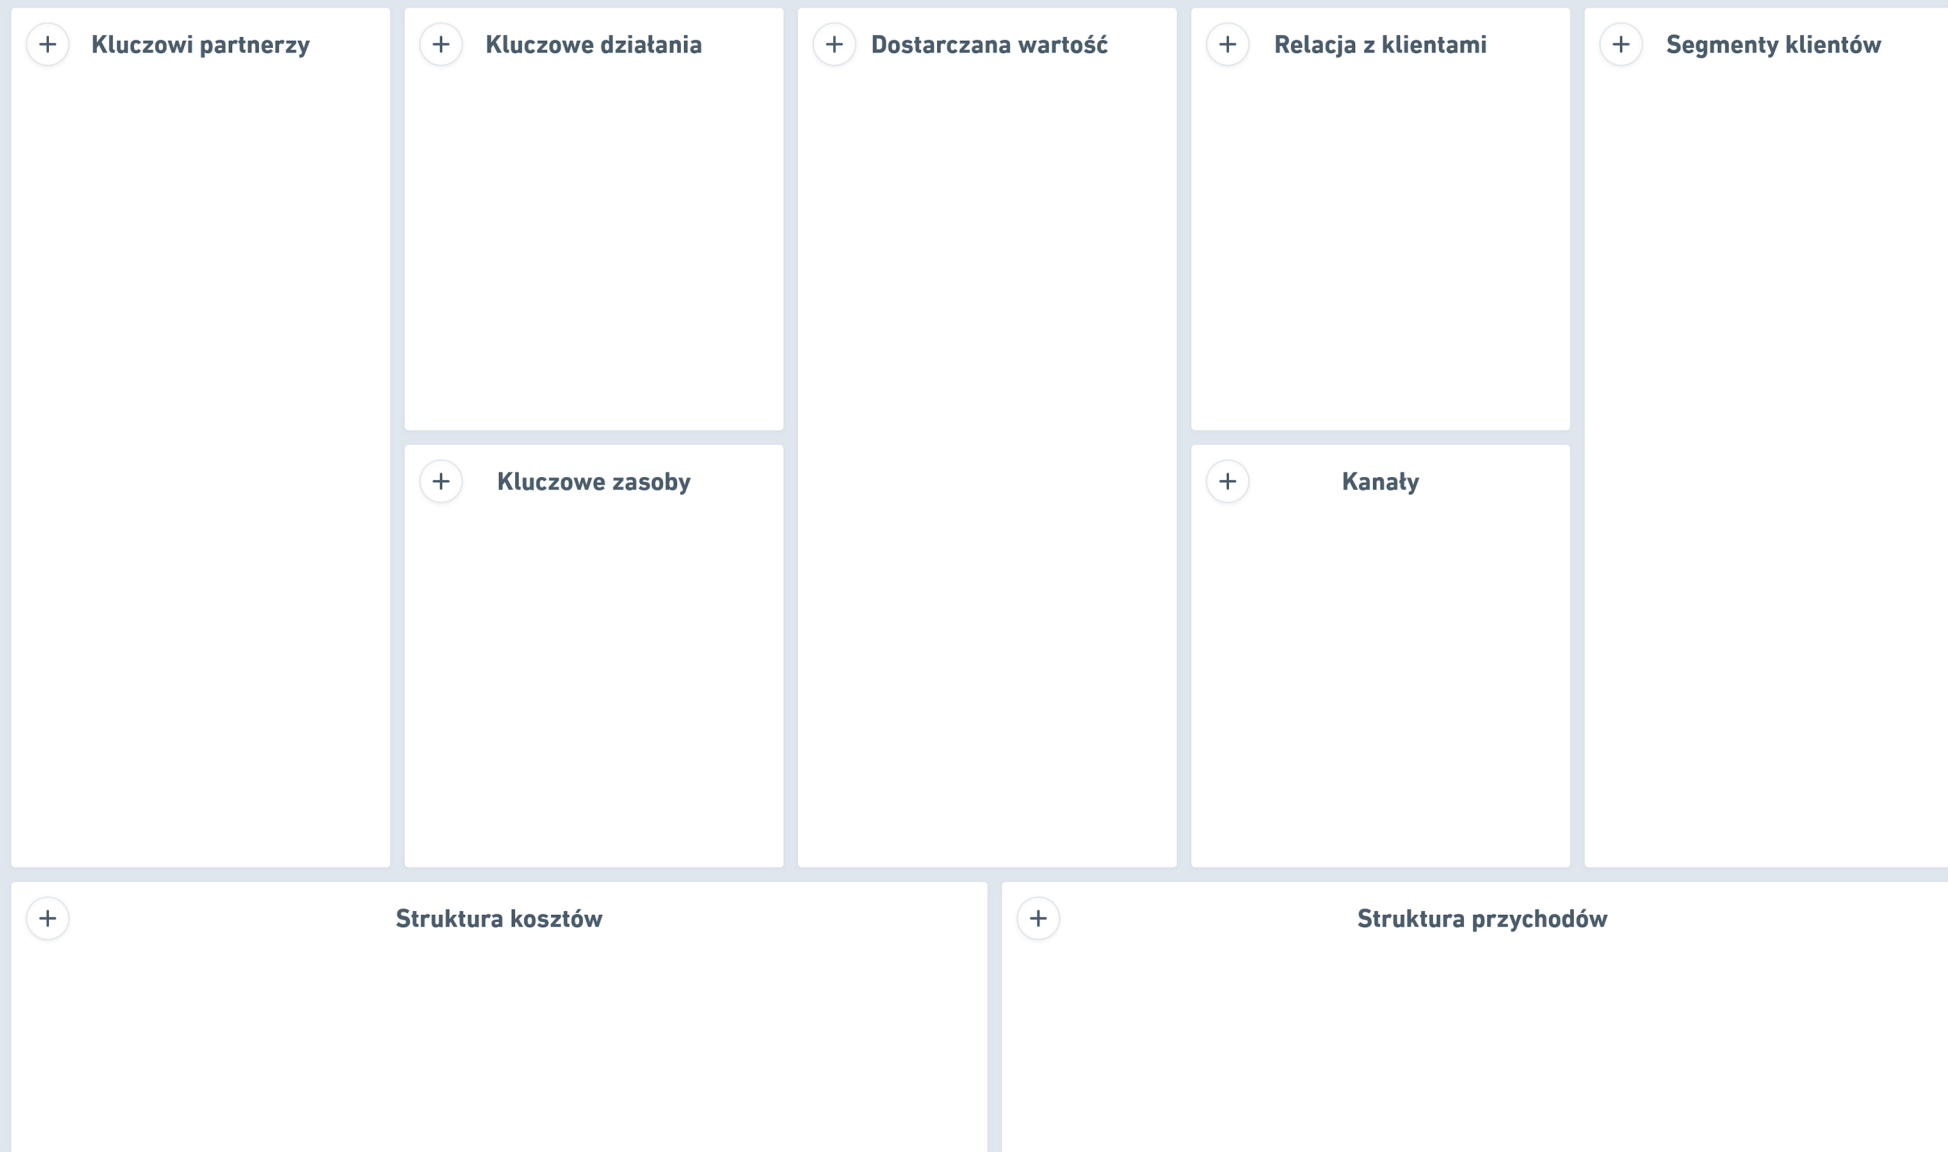 Kluczowi partnerzy
Kluczowe działania
Dostarczana wartość
Relacja z klientami
Segmenty klientów
Kluczowe zasoby
Kanały
Struktura kosztów
Struktura przychodów